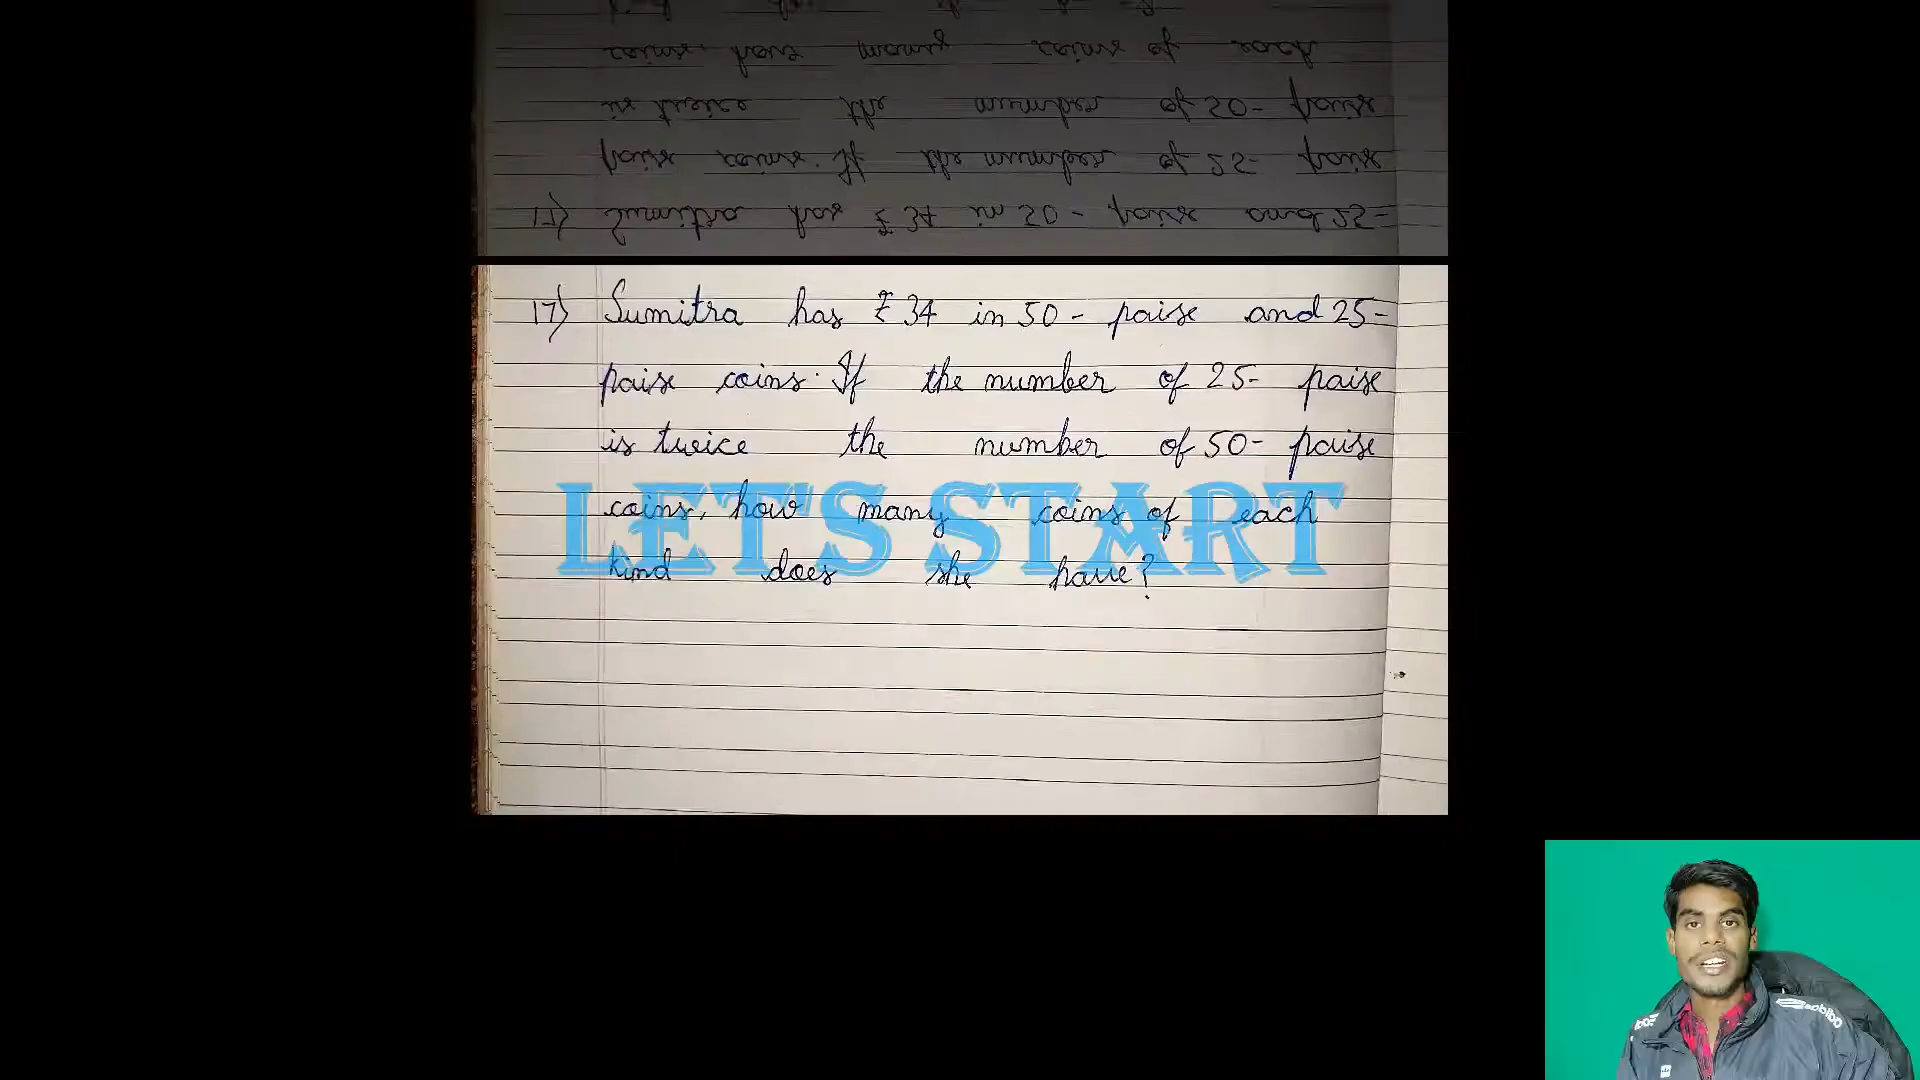 17) Sumitra has ₹ 34 in 50- paise and 25-
paise coins. If the number of 25- paise
is twice the number of 50- paise
coins, how many coins of each
kind does she have?
LET'S START